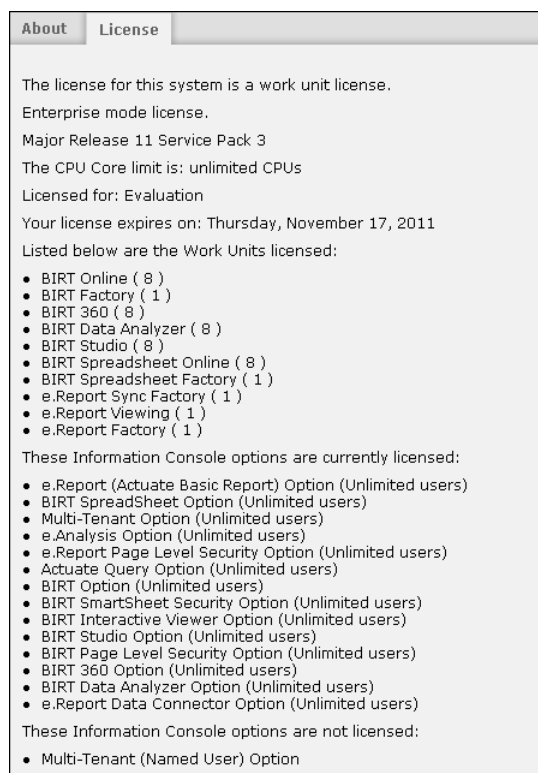 About License
The license for this system is a work unit license.
Enterprise mode license.
Major Release 11 Service Pack 3
The CPU Core limit is: unlimited CPUs
Licensed for: Evaluation
Your license expires on: Thursday, November 17, 2011
Listed below are the Work Units licensed:
• BIRT Online ( 8 )
• BIRT Factory ( 1 )
• BIRT 360 ( 8 )
• BIRT Data Analyzer ( 8 )
• BIRT Studio ( 8 )
• BIRT Spreadsheet Online ( 8 )
• BIRT Spreadsheet Factory ( 1 )
• e.Report Sync Factory ( 1 )
• e.Report Viewing ( 1 )
• e.Report Factory ( 1 )
These Information Console options are currently licensed:
• e.Report (Actuate Basic Report) Option (Unlimited users)
• BIRT SpreadSheet Option (Unlimited users)
• Multi-Tenant Option (Unlimited users)
• e.Analysis Option (Unlimited users)
• e.Report Page Level Security Option (Unlimited users)
• Actuate Query Option (Unlimited users)
• BIRT Option (Unlimited users)
• BIRT SmartSheet Security Option (Unlimited users)
• BIRT Interactive Viewer Option (Unlimited users)
• BIRT Studio Option (Unlimited users)
• BIRT Page Level Security Option (Unlimited users)
• BIRT 360 Option (Unlimited users)
• BIRT Data Analyzer Option (Unlimited users)
• e.Report Data Connector Option (Unlimited users)
These Information Console options are not licensed:
• Multi-Tenant (Named User) Option